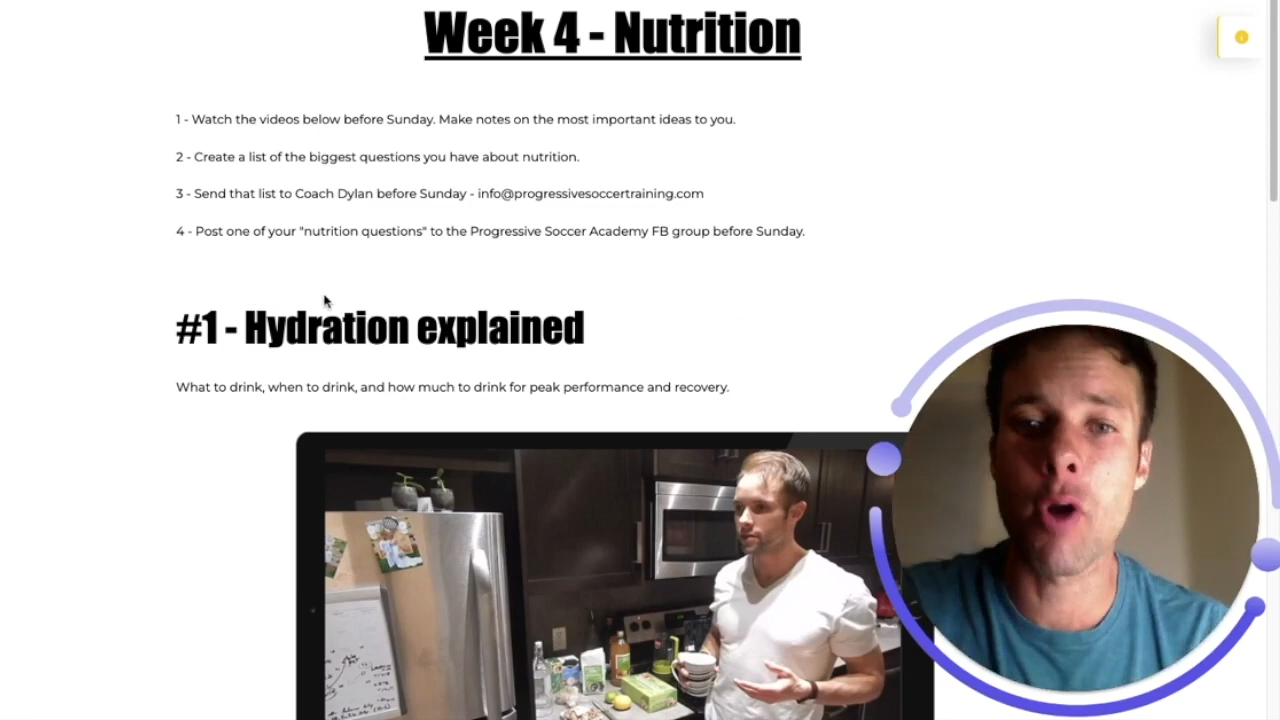 Week 4 - Nutrition
1 - Watch the videos below before Sunday. Make notes on the most important ideas to you.
2 - Create a list of the biggest questions you have about nutrition.
3 - Send that list to Coach Dylan before Sunday - info@progressivesoccertraining.com
4 - Post one of your "nutrition questions" to the Progressive Soccer Academy FB group before Sunday.
#1 - Hydration explained
What to drink, when to drink, and how much to drink for peak performance and recovery.